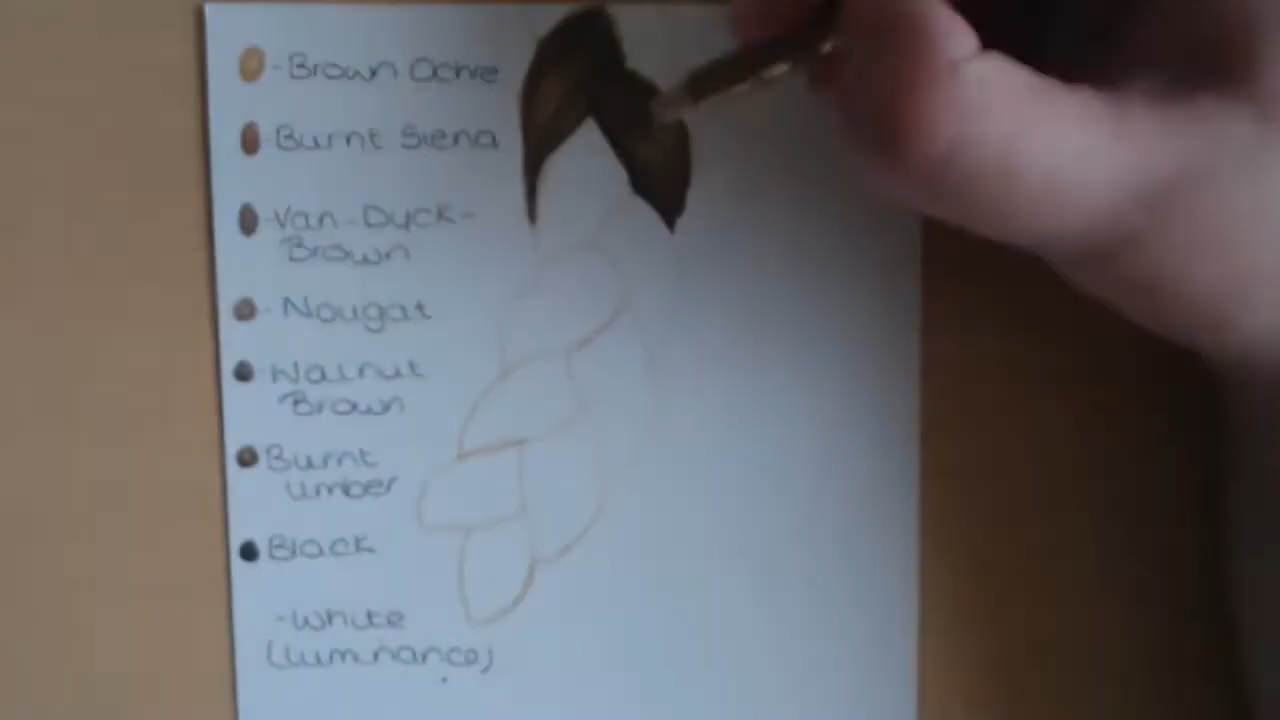 -Brown Ochre
Burnt Siena
Van-Dyck-
Brown
- Nougat
Walnut
Brown
Burnt
umber
Black
-White
(Luminance)